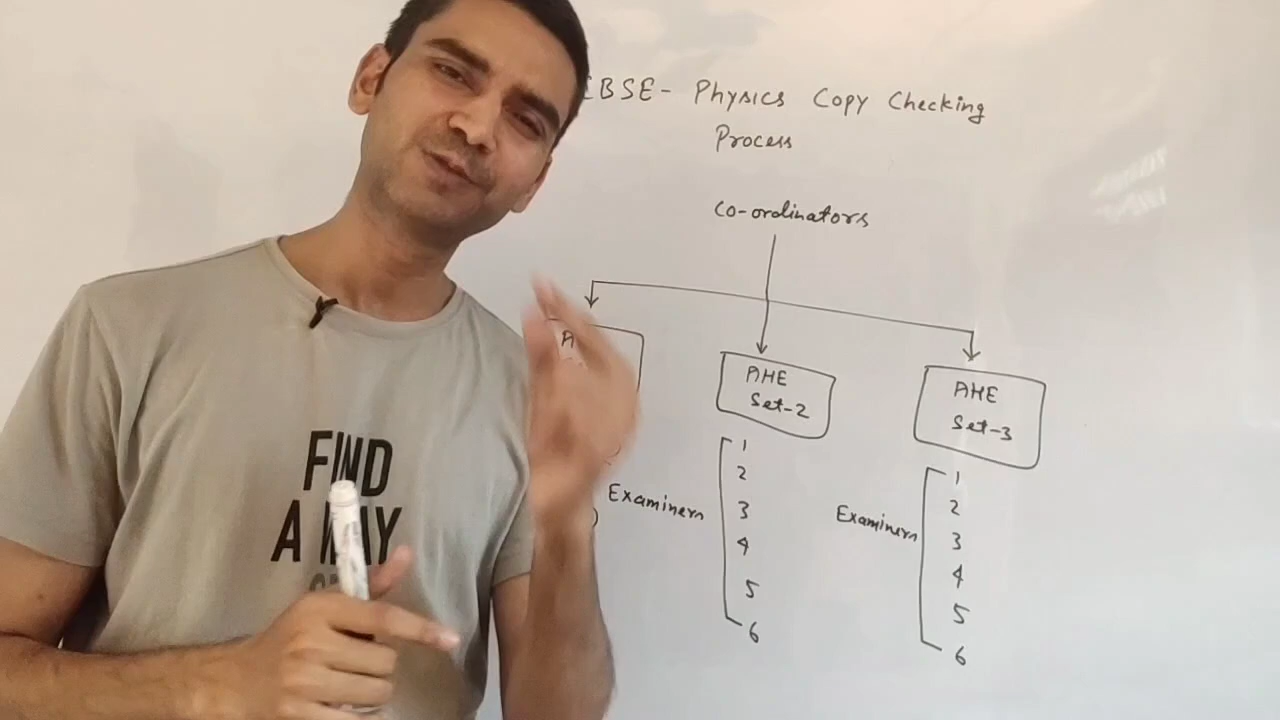 CBSE- Physics Copy Checking
Process
Co-ordinators
AHE
Set-2
AHE
Set-3
Examiners
1
2
3
4
5
6
Examiners
1
2
3
4
5
6
FIND
A WAY